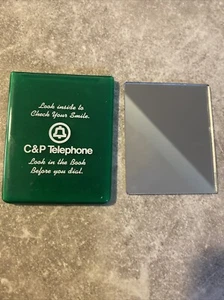 Look inside to
Check Your Smile.
C&P Telephone
Look in the Book
Before you dial.